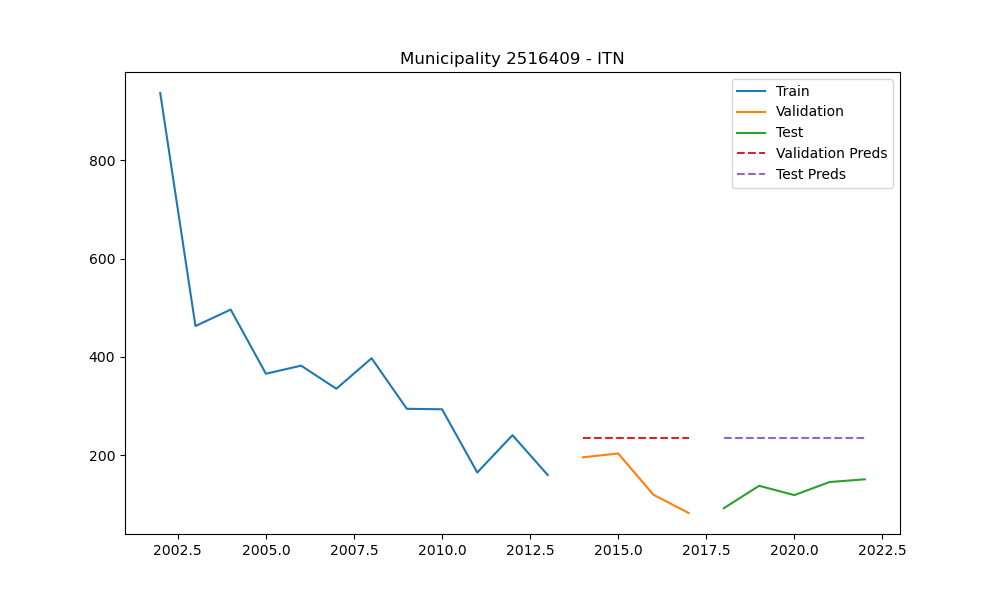 Municipality 2516409 - ITN
Train
Validation
Test
Validation Preds
Test Preds
800
600
400
200
2002.5 2005.0 2007.5 2010.0 2012.5 2015.0 2017.5 2020.0 2022.5